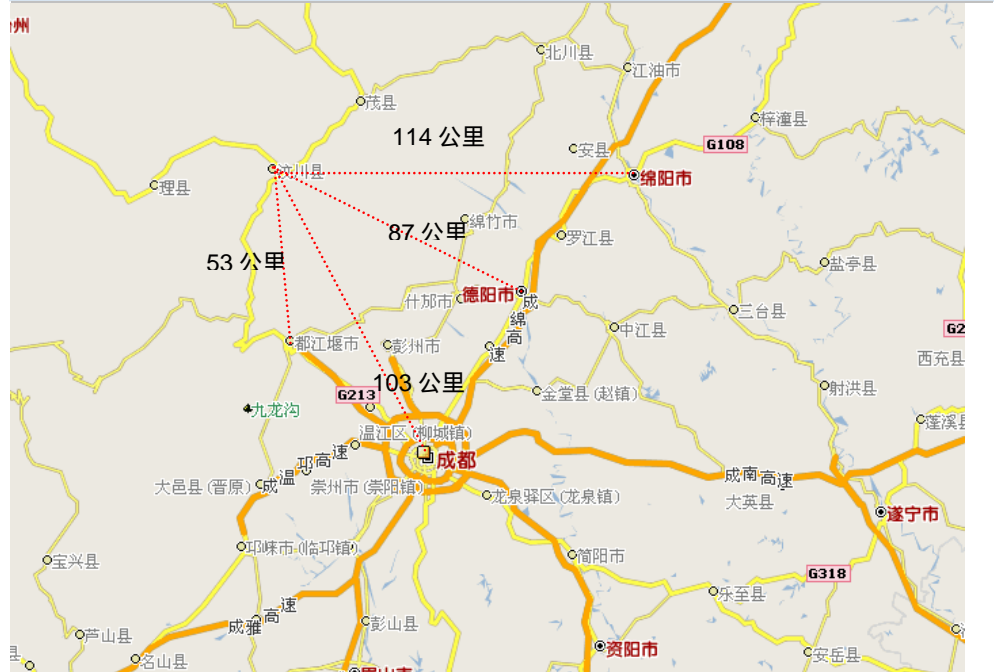 州
北川县
江油市
茂县
梓潼县
114 公里
G108
安县
汶川县
绵阳市
理县
绵竹市
87 公里
罗江县
53 公里
盐亭县
什邡市
德阳市
成绵高速
三台县
中江县
G2
都江堰市
彭州市
西充县
103 公里
射洪县
G213
金堂县 (赵镇)
九龙沟
蓬溪县
温江区 (柳城镇)
成都
成温邛高速
成南高速
大邑县 (晋原)
崇州市 (崇阳镇)
龙泉驿区 (龙泉镇)
大英县
遂宁市
邛崃市 (临邛镇)
简阳市
宝兴县
G318
乐至县
成雅高速
彭山县
芦山县
资阳市
安岳县
名山县
眉山市